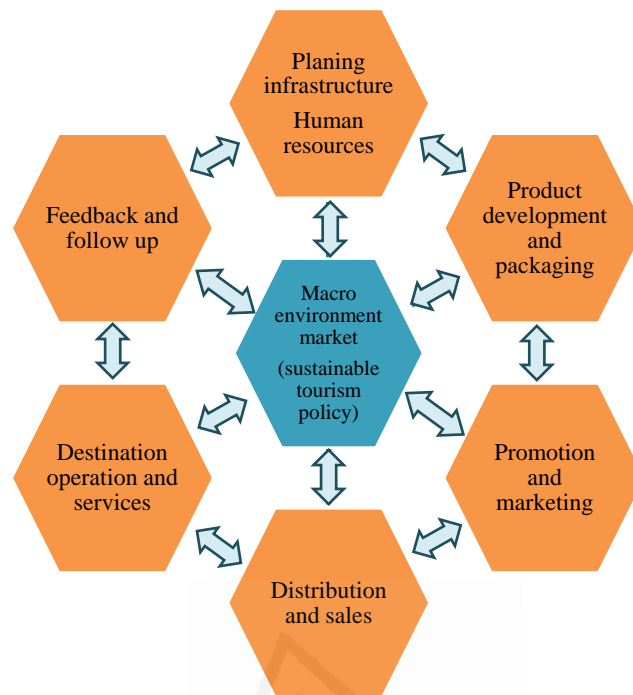 Planing
infrastructure
Human
resources
Feedback and
follow up
Product
development
and
packaging
Macro
environment
market
(sustainable
tourism
policy)
Destination
operation and
services
Promotion
and
marketing
Distribution
and sales